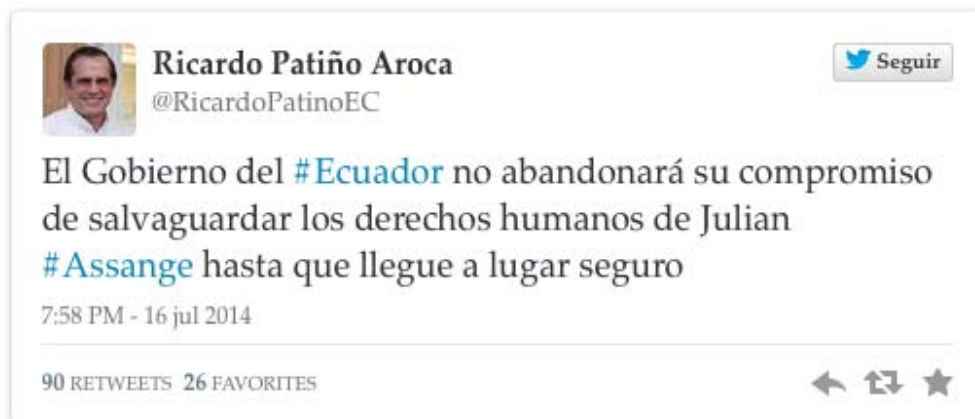 Ricardo Patiño Aroca
Seguir
@RicardoPatinoEC
El Gobierno del #Ecuador no abandonará su compromiso
de salvaguardar los derechos humanos de Julian
#Assange hasta que llegue a lugar seguro
7:58 PM - 16 jul 2014
90 RETWEETS 26 FAVORITES